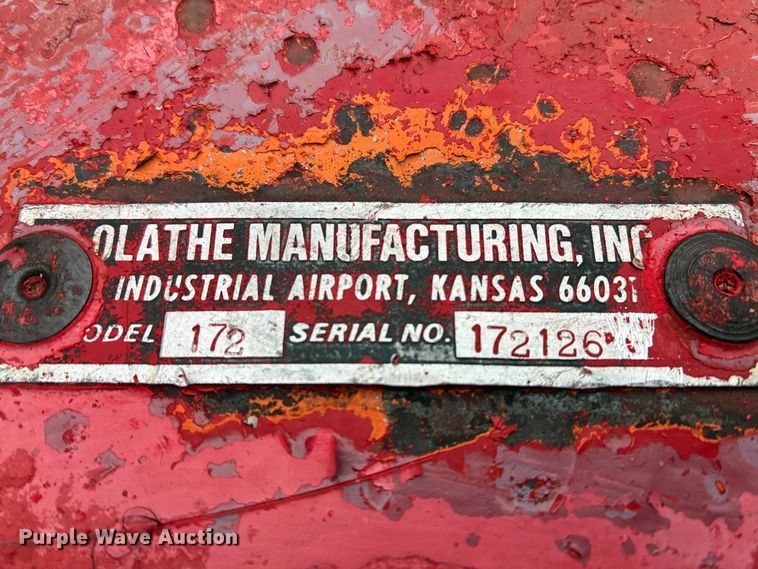 OLATHE MANUFACTURING, INC
INDUSTRIAL AIRPORT, KANSAS 66031
ODEL 172 SERIAL NO. 172126
Purple Wave Auction